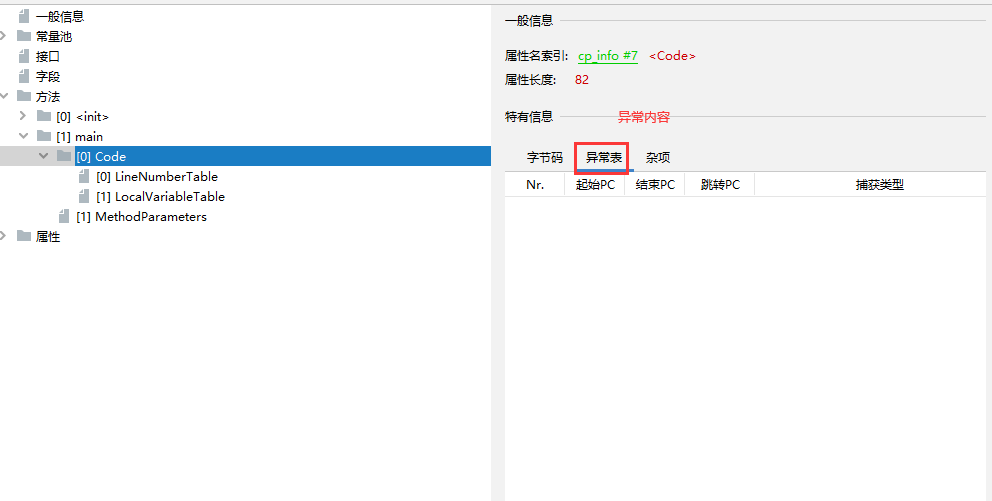 一般信息
常量池
接口
字段
方法
[0] <init>
[1] main
[0] Code
[0] LineNumberTable
[1] LocalVariableTable
[1] MethodParameters
属性
一般信息
属性名索引: cp_info #7 <Code>
属性长度: 82
特有信息 异常内容
字节码 异常表 杂项
Nr. 起始PC 结束PC 跳转PC 捕获类型